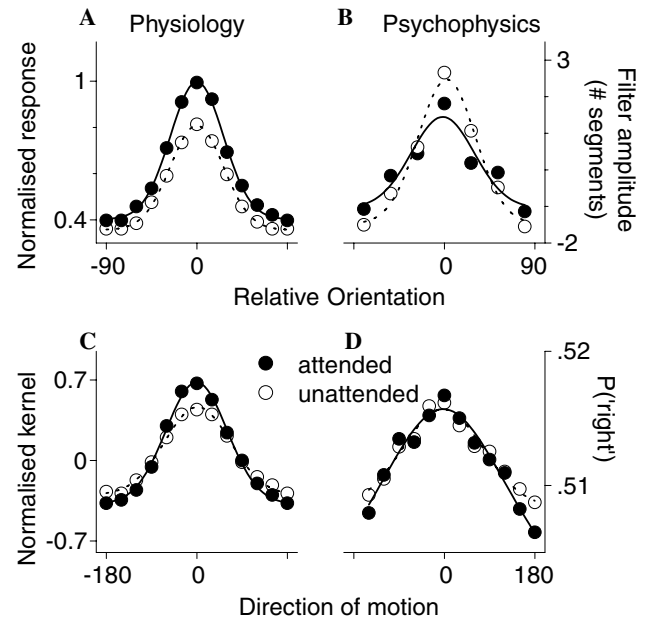 A Physiology
B Psychophysics
Normalised response
1
0.4
-90 0
3
-2
0 90
Filter amplitude
(# segments)
Relative Orientation
C
D
attended
unattended
Normalised kernel
0.7
0
-0.7
-180 0
.52
.51
P('right')
0 180
Direction of motion